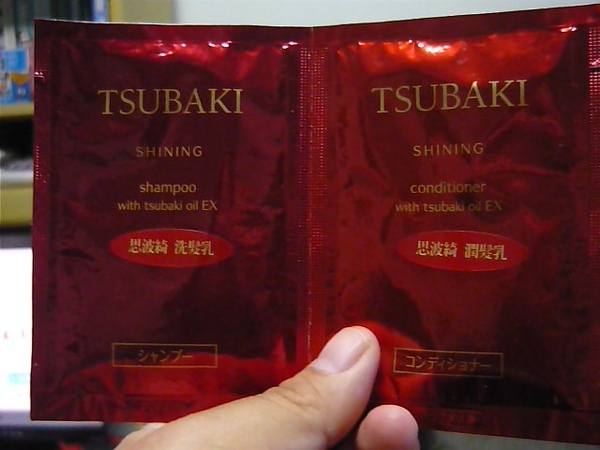 TSUBAKI
SHINING
shampoo
with tsubaki oil EX
思波綺 洗髮乳
シャンプー
TSUBAKI
SHINING
conditioner
with tsubaki oil EX
思波綺 潤髮乳
コンディショナー